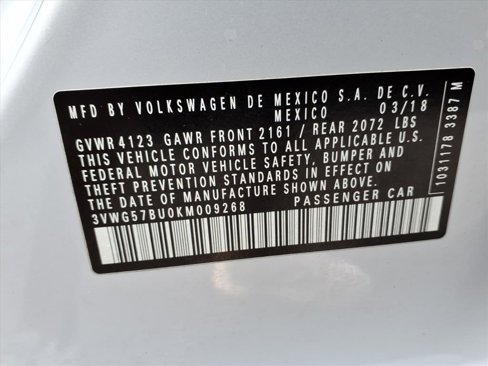 MFD BY VOLKSWAGEN DE MEXICO S.A. DE C.V.
MEXICO 03/18
GVWR 4123 GAWR FRONT 2161 / REAR 2072 LBS
THIS VEHICLE CONFORMS TO ALL APPLICABLE U.S.
FEDERAL MOTOR VEHICLE SAFETY, BUMPER AND
THEFT PREVENTION STANDARDS IN EFFECT ON
THE DATE OF MANUFACTURE SHOWN ABOVE.
3VWG57BU0KM009268 PASSENGER CAR
1031178 3387 M